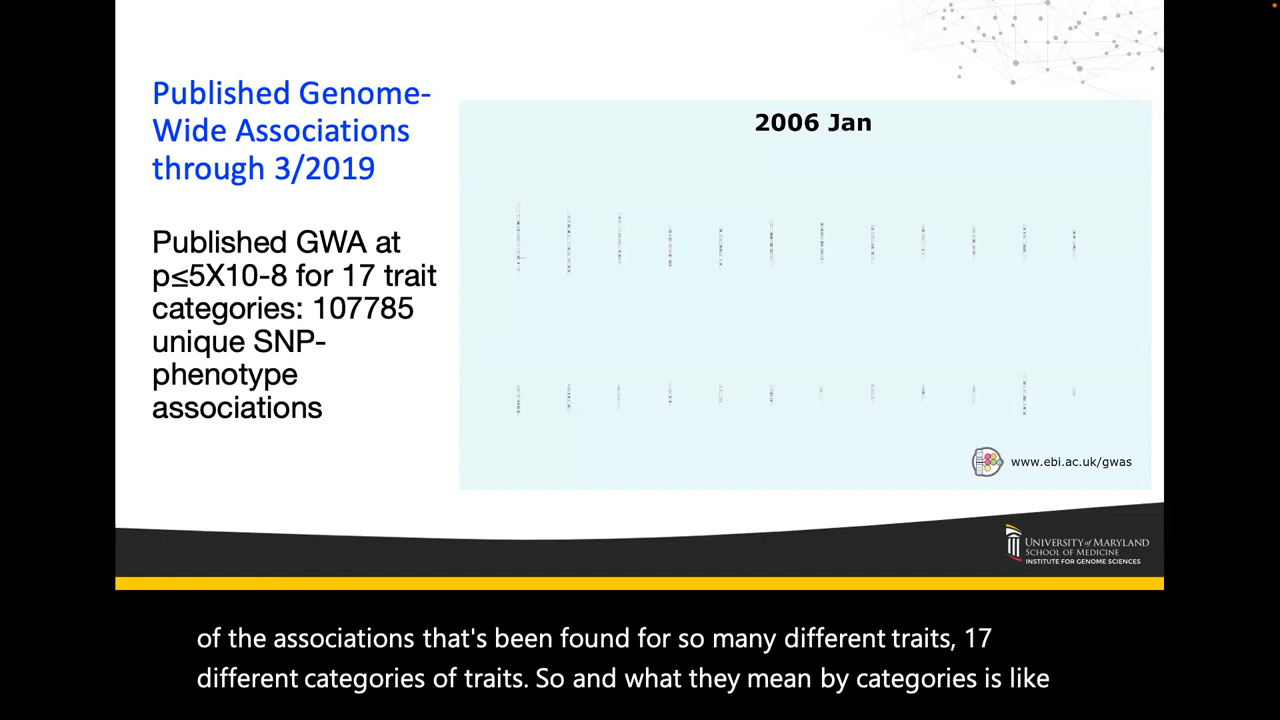 Published Genome-
Wide Associations
through 3/2019
Published GWA at
p≤5X10-8 for 17 trait
categories: 107785
unique SNP-
phenotype
associations
2006 Jan
www.ebi.ac.uk/gwas
UNIVERSITY of MARYLAND
SCHOOL OF MEDICINE
INSTITUTE FOR GENOME SCIENCES
of the associations that's been found for so many different traits, 17
different categories of traits. So and what they mean by categories is like